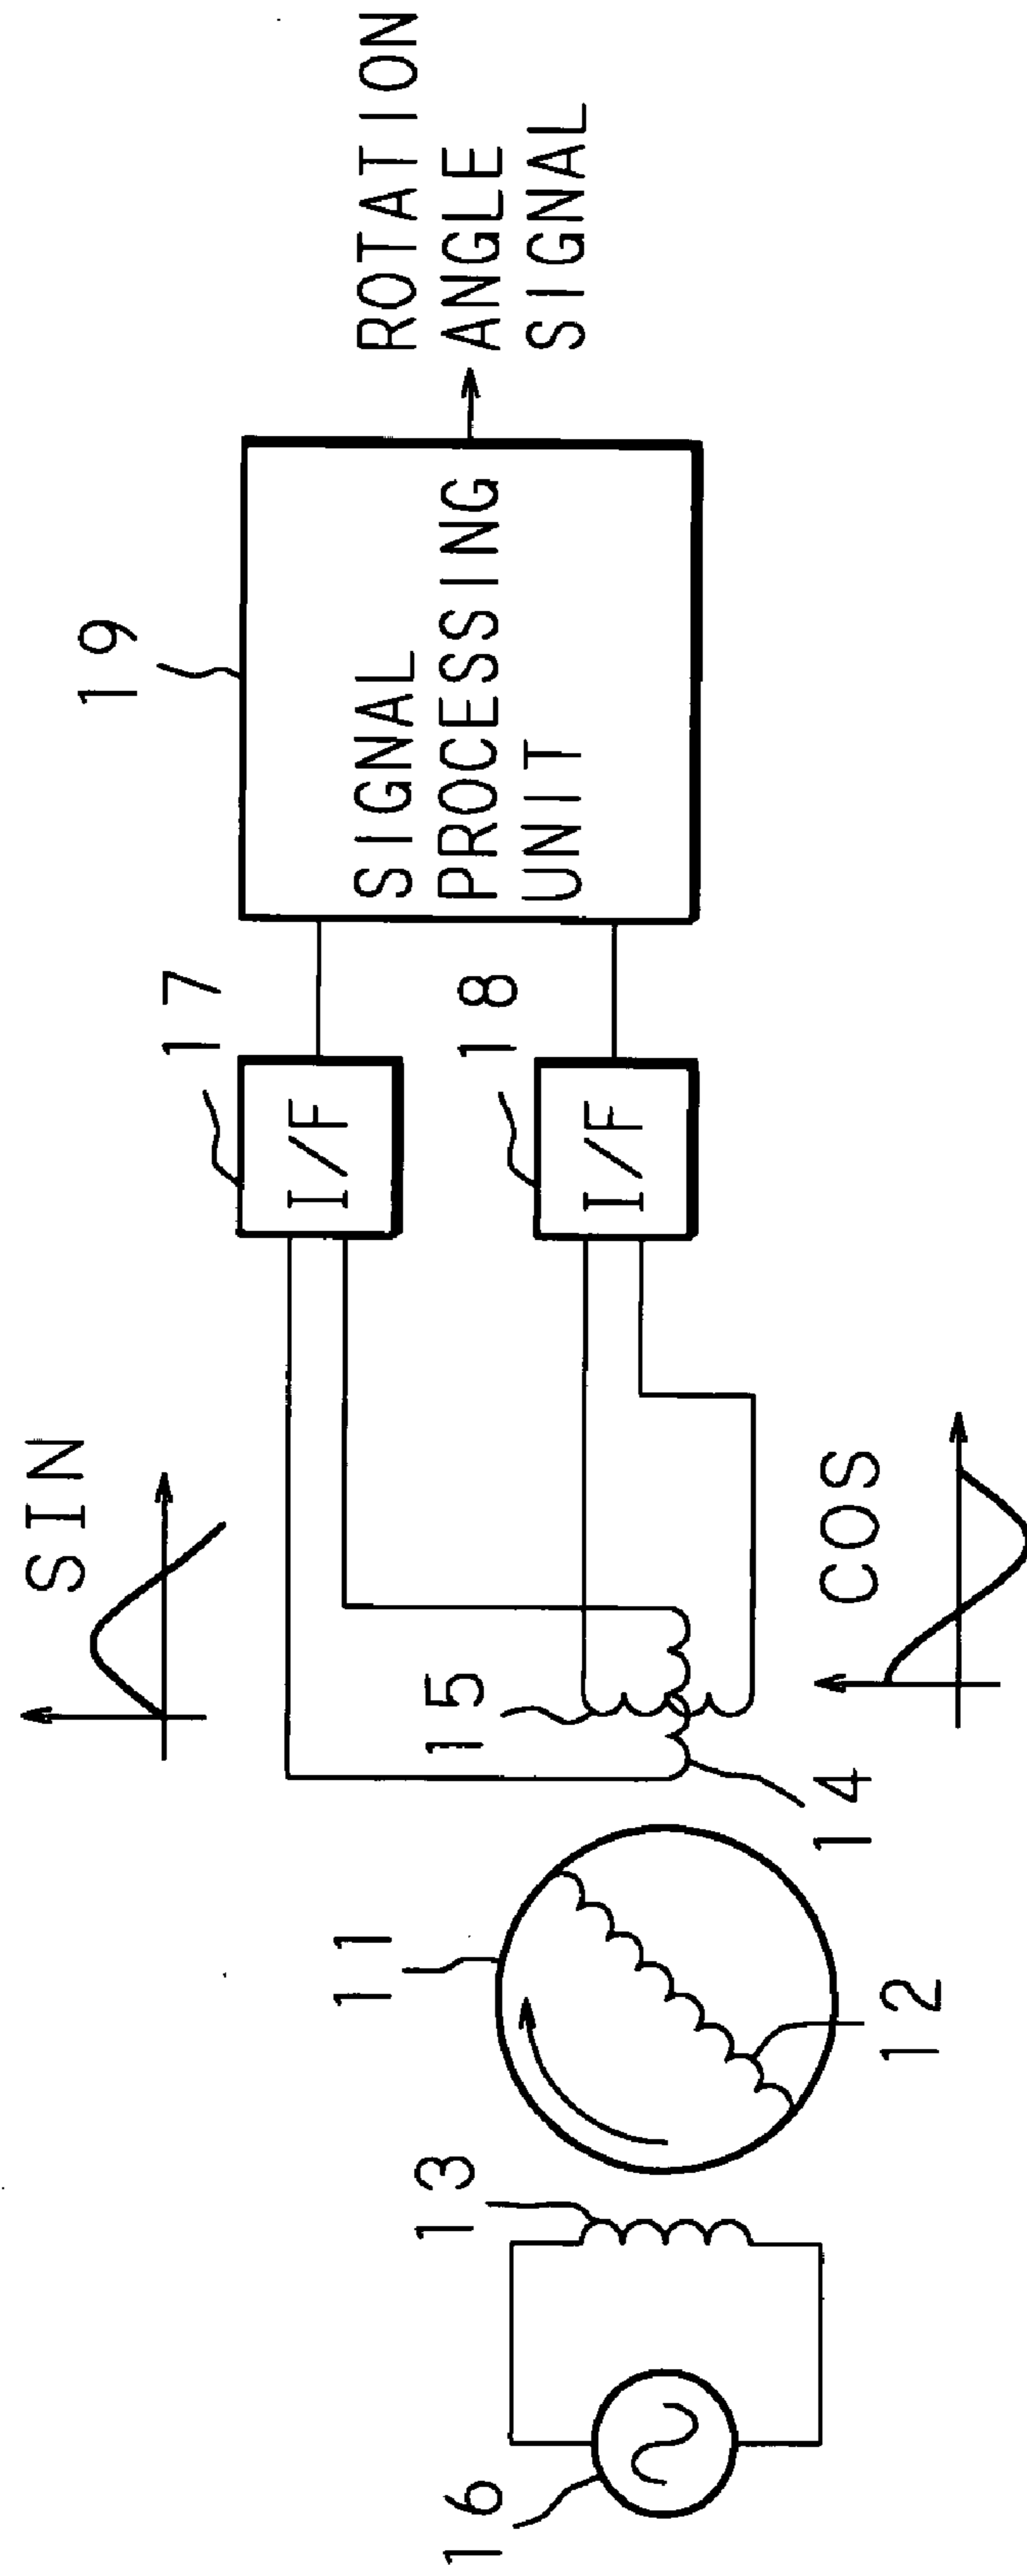 SIN
19
17
I/F
18
I/F
SIGNAL
PROCESSING
UNIT
ROTATION
ANGLE
SIGNAL
16
13
11
12
15
14
COS